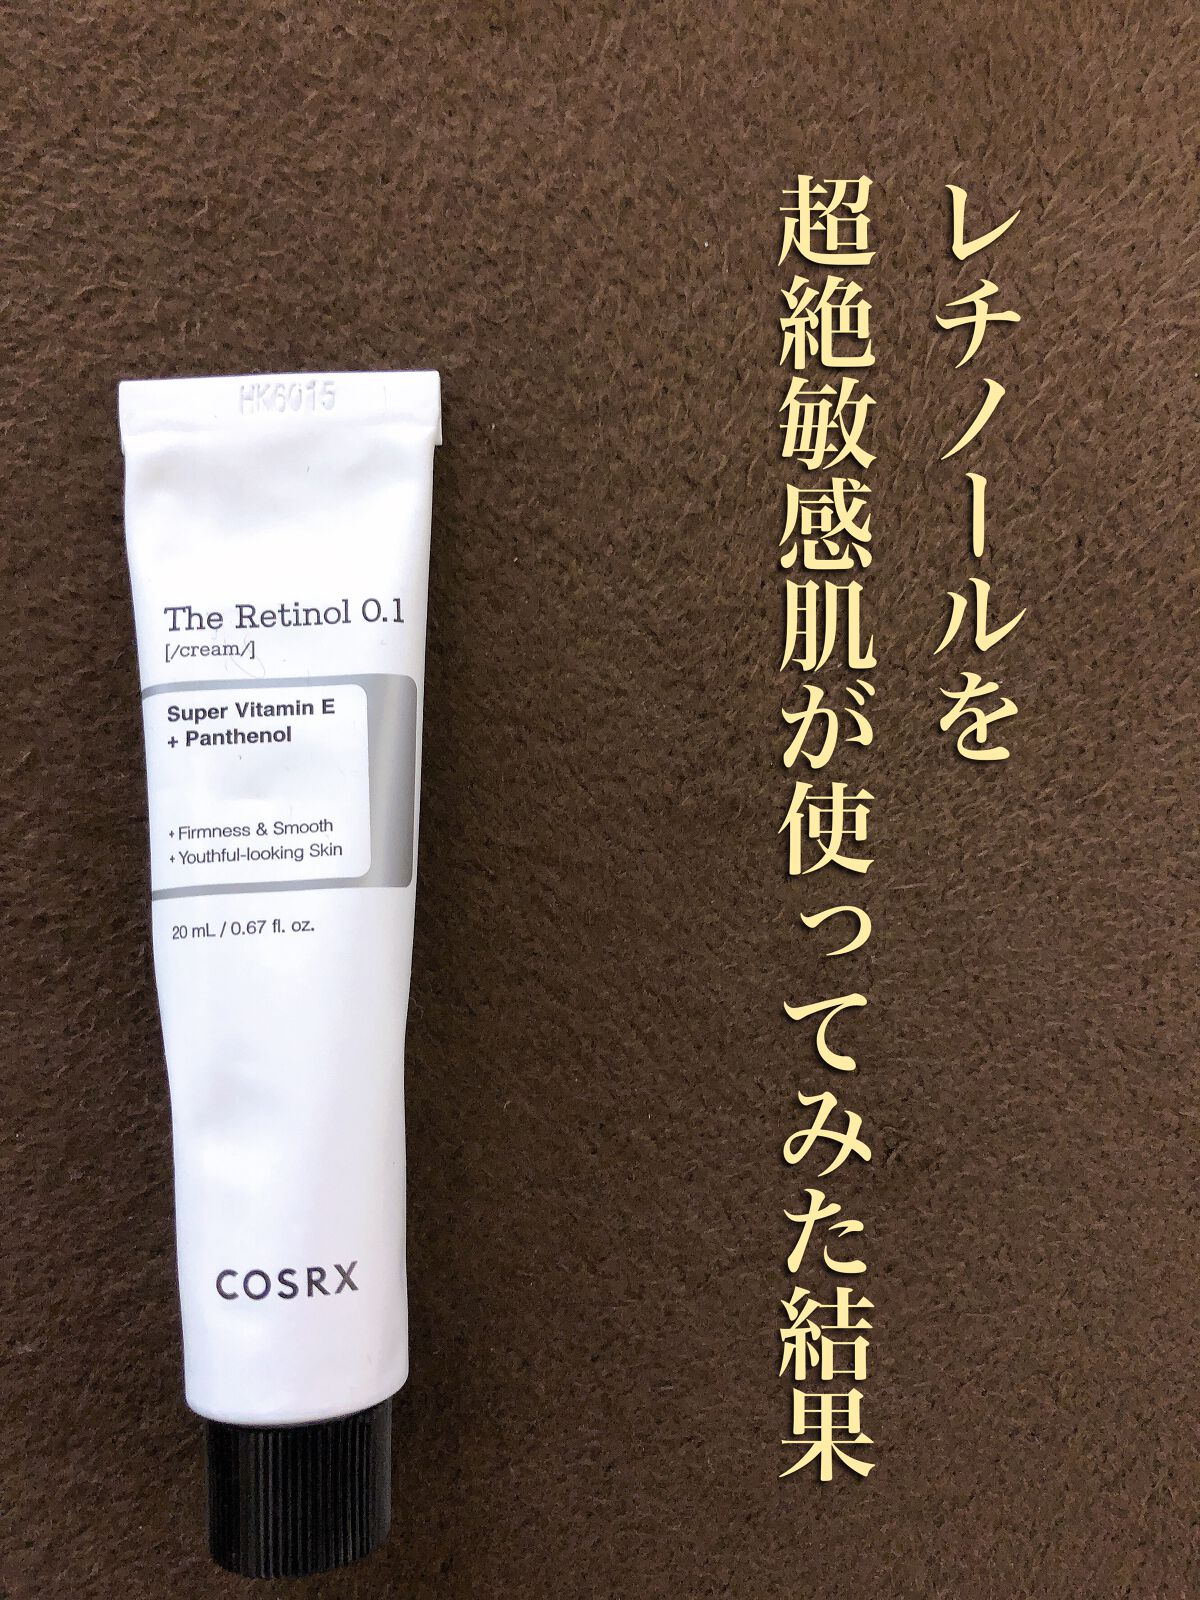 レチノールを
超絶敏感肌が使ってみた結果
HK6015
The Retinol 0.1
[/cream/]
Super Vitamin E
+ Panthenol
+ Firmness & Smooth
+ Youthful-looking Skin
20 mL / 0.67 fl. oz.
COSRX